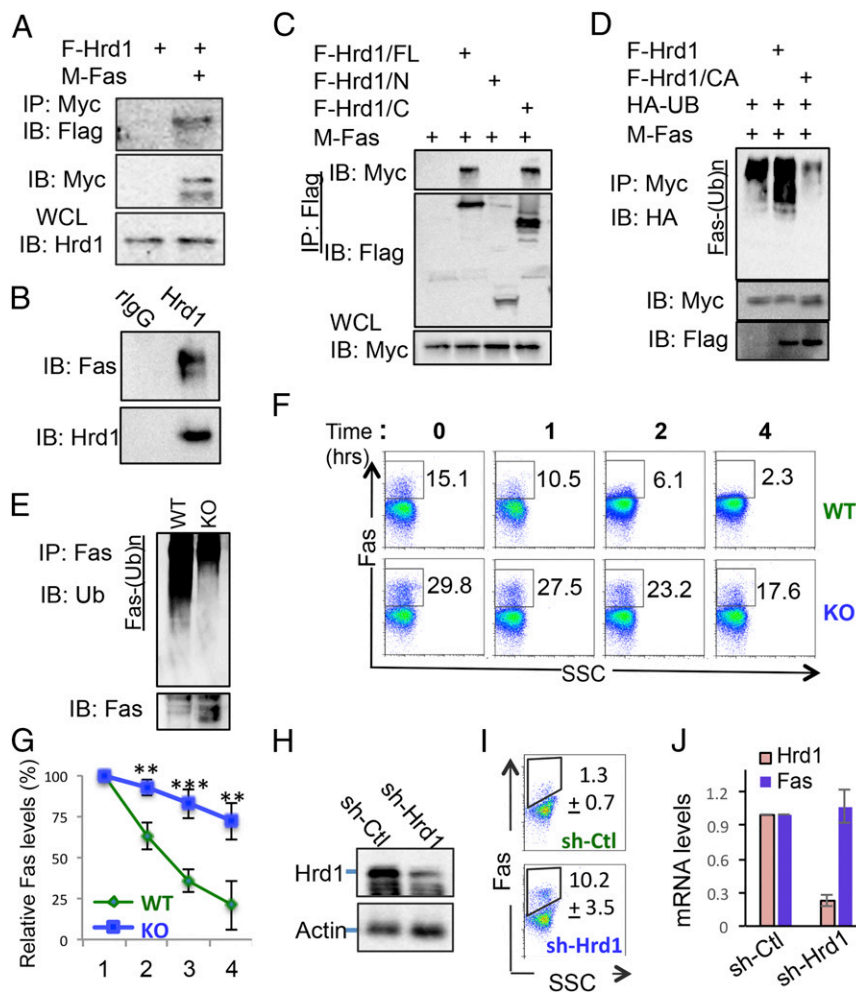 A
F-Hrd1 + +
M-Fas +
IP: Myc
IB: Flag
IB: Myc
WCL
IB: Hrd1
B
rIgG Hrd1
IB: Fas
IB: Hrd1
C
F-Hrd1/FL +
F-Hrd1/N +
F-Hrd1/C +
M-Fas + + + +
IP: Flag
IB: Myc
IB: Flag
WCL
IB: Myc
D
F-Hrd1 +
F-Hrd1/CA +
HA-UB + + +
M-Fas + + +
IP: Myc
IB: HA
Fas-(Ub)n
IB: Myc
IB: Flag
E
WT KO
IP: Fas
IB: Ub
Fas-(Ub)n
IB: Fas
F
Time : 0 1 2 4
(hrs)
15.1 10.5 6.1 2.3 WT
29.8 27.5 23.2 17.6 KO
Fas
SSC
G
Relative Fas levels (%)
100
75
50
25
0
** *** **
WT
KO
1 2 3 4
H
sh-Ctl sh-Hrd1
Hrd1
Actin
I
1.3
± 0.7
sh-Ctl
10.2
± 3.5
sh-Hrd1
Fas
SSC
J
Hrd1
Fas
mRNA levels
1.2
0.9
0.6
0.3
0
sh-Ctl sh-Hrd1